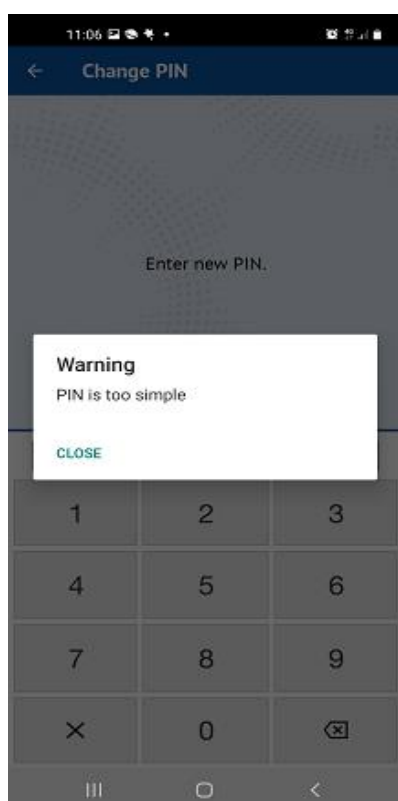 11:06
Change PIN
Enter new PIN.
Warning
PIN is too simple
CLOSE
1 2 3
4 5 6
7 8 9
0